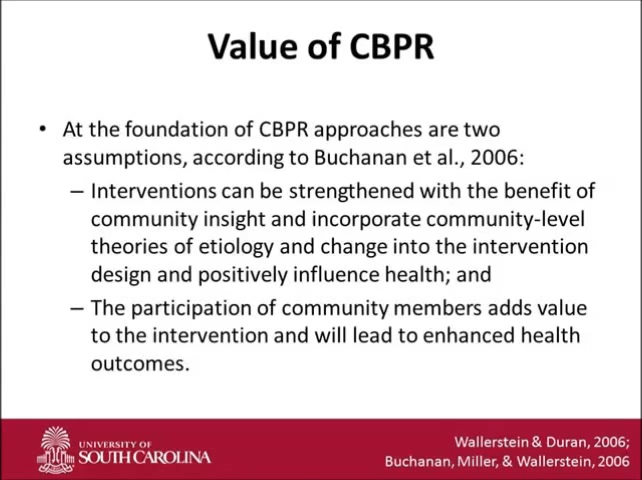 Value of CBPR
• At the foundation of CBPR approaches are two
assumptions, according to Buchanan et al., 2006:
– Interventions can be strengthened with the benefit of
community insight and incorporate community-level
theories of etiology and change into the intervention
design and positively influence health; and
– The participation of community members adds value
to the intervention and will lead to enhanced health
outcomes.
UNIVERSITY OF
SOUTH CAROLINA
Wallerstein & Duran, 2006;
Buchanan, Miller, & Wallerstein, 2006